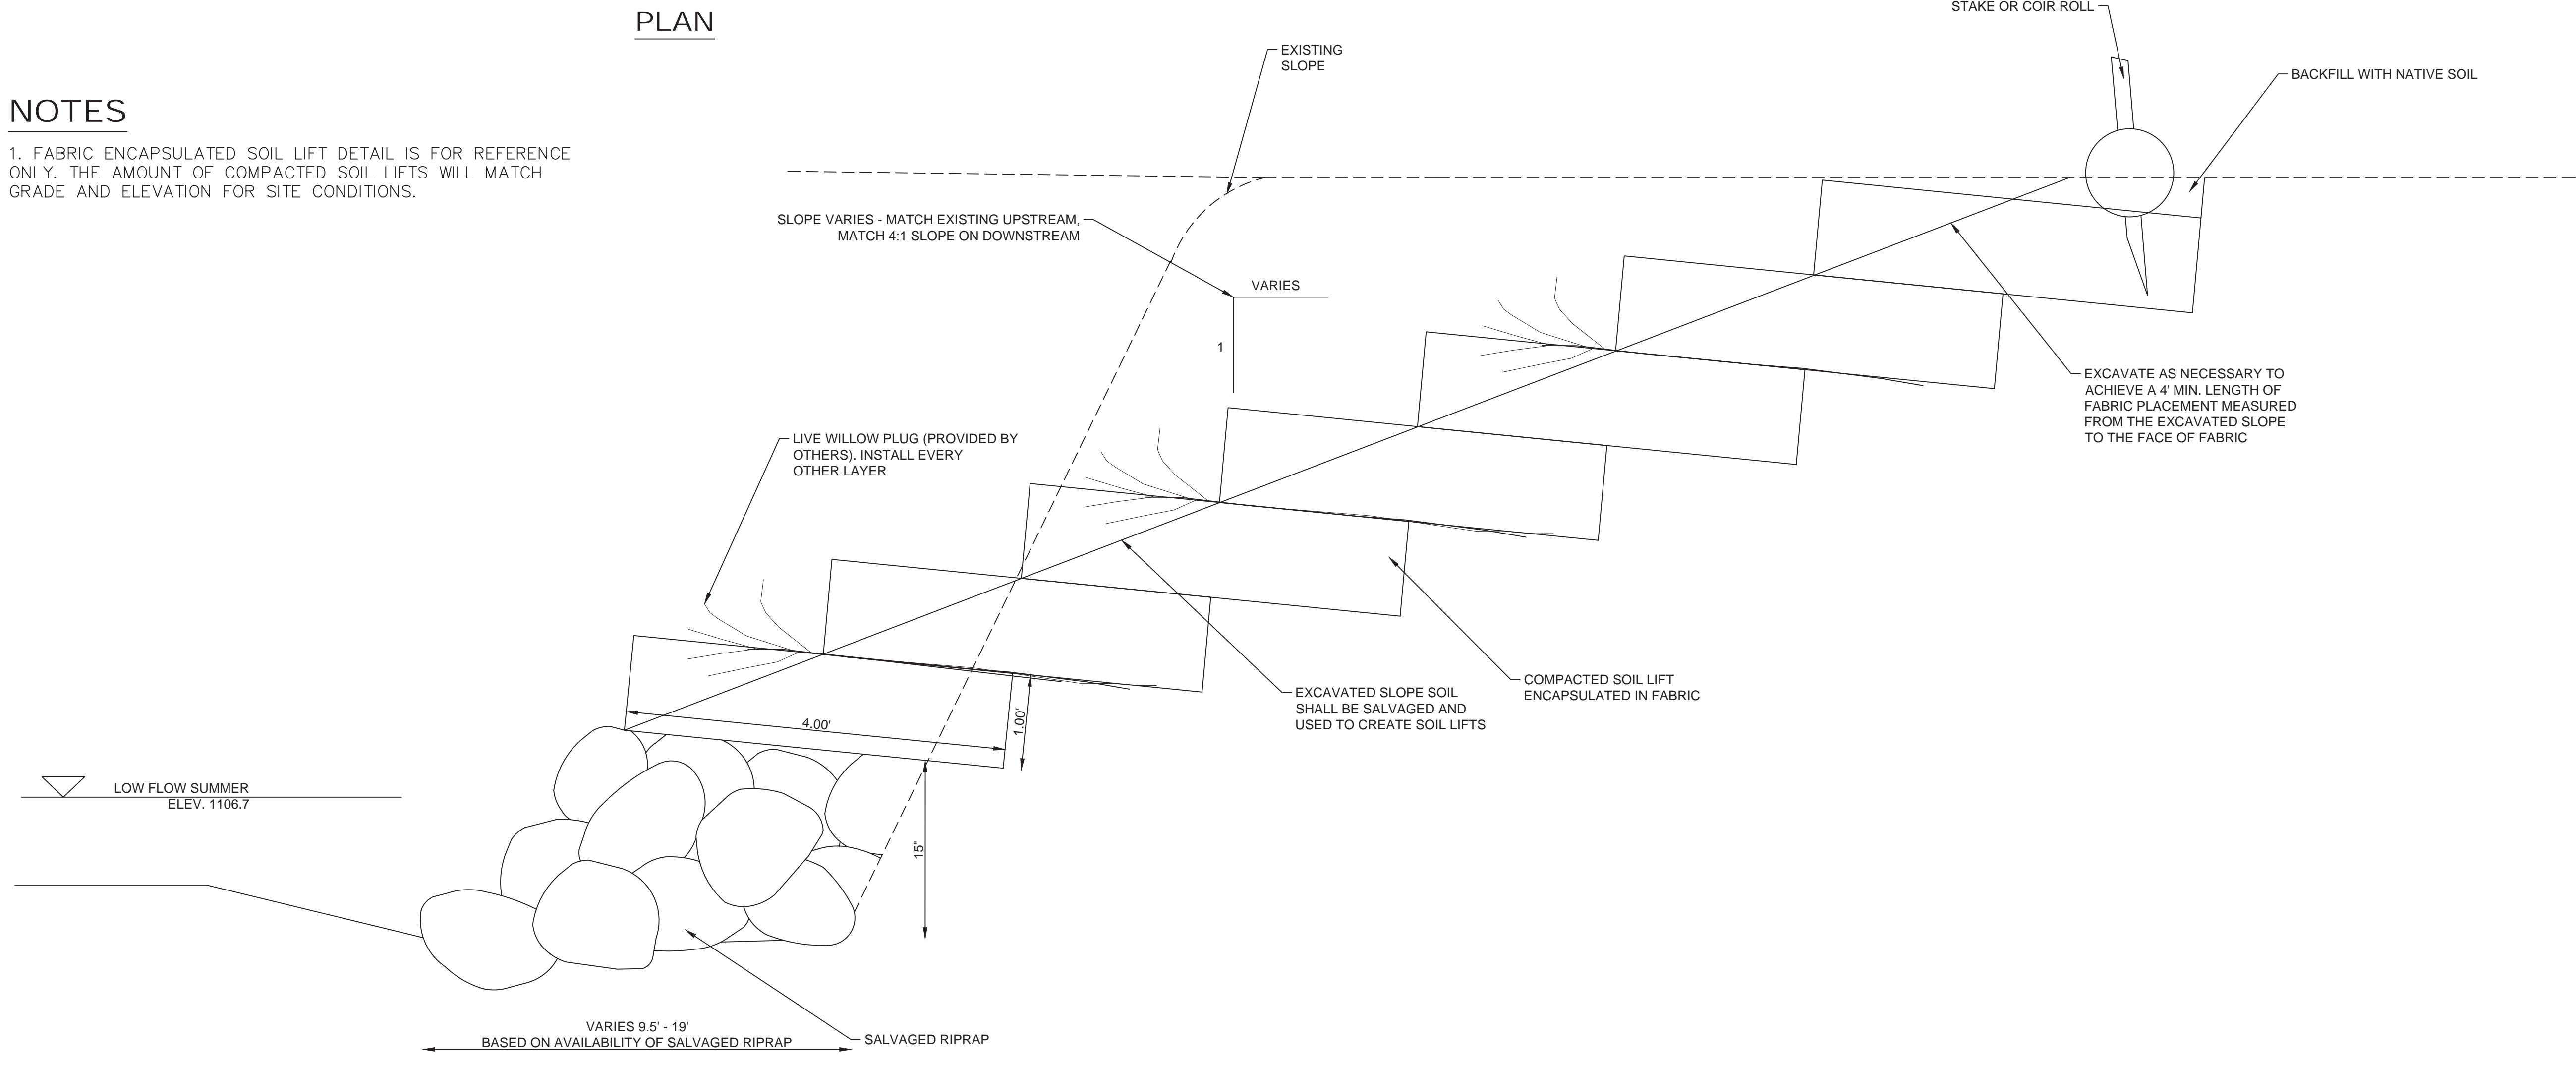 PLAN
STAKE OR COIR ROLL
EXISTING
SLOPE
BACKFILL WITH NATIVE SOIL
NOTES
1. FABRIC ENCAPSULATED SOIL LIFT DETAIL IS FOR REFERENCE
ONLY. THE AMOUNT OF COMPACTED SOIL LIFTS WILL MATCH
GRADE AND ELEVATION FOR SITE CONDITIONS.
SLOPE VARIES - MATCH EXISTING UPSTREAM,
MATCH 4:1 SLOPE ON DOWNSTREAM
VARIES
1
EXCAVATE AS NECESSARY TO
ACHIEVE A 4' MIN. LENGTH OF
FABRIC PLACEMENT MEASURED
FROM THE EXCAVATED SLOPE
TO THE FACE OF FABRIC
LIVE WILLOW PLUG (PROVIDED BY
OTHERS). INSTALL EVERY
OTHER LAYER
COMPACTED SOIL LIFT
ENCAPSULATED IN FABRIC
EXCAVATED SLOPE SOIL
SHALL BE SALVAGED AND
USED TO CREATE SOIL LIFTS
4.00'
1.00'
LOW FLOW SUMMER
ELEV. 1106.7
15"
VARIES 9.5' - 19'
BASED ON AVAILABILITY OF SALVAGED RIPRAP
SALVAGED RIPRAP